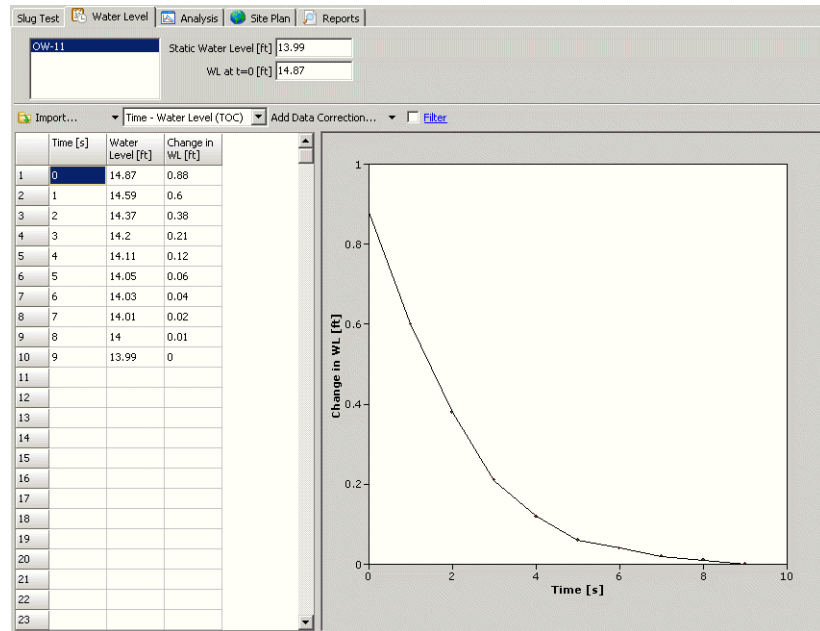 Slug Test Water Level Analysis Site Plan Reports
OW-11
Static Water Level [ft] 13.99
WL at t=0 [ft] 14.87
Import... Time - Water Level (TOC) Add Data Correction... Filter
Time [s] Water Level [ft] Change in WL [ft]
1 0 14.87 0.88
2 1 14.59 0.6
3 2 14.37 0.38
4 3 14.2 0.21
5 4 14.11 0.12
6 5 14.05 0.06
7 6 14.03 0.04
8 7 14.01 0.02
9 8 14 0.01
10 9 13.99 0
11
12
13
14
15
16
17
18
19
20
21
22
23
1
0.8
0.6
0.4
0.2
0
Change in WL [ft]
0 2 4 6 8 10
Time [s]